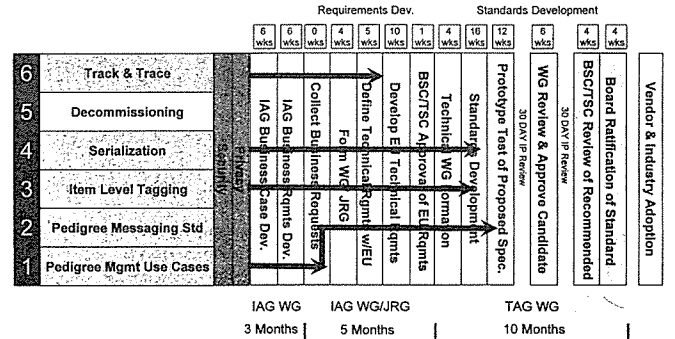 Requirements Dev.
Standards Development
6 wks
6 wks
0 wks
4 wks
5 wks
10 wks
1 wks
4 wks
16 wks
12 wks
6 wks
4 wks
4 wks
6 Track & Trace
5 Decommissioning
4 Serialization
3 Item Level Tagging
2 Pedigree Messaging Std
1 Pedigree Mgmt Use Cases
Security
Privacy
IAG Business Case Dev.
IAG Business Rqmts Dev.
Collect Business Requests
Form WG JRG
Define Technical Rqmts w/EU
Develop EU Technical Rqmts
BSC/TSC Approval of EU Rqmts
Technical WG Formation
Standards Development
Prototype Test of Proposed Spec.
30 DAY IP Review
WG Review & Approve Candidate
30 DAY IP Review
BSC/TSC Review of Recommended
Board Ratification of Standard
Vendor & Industry Adoption
IAG WG
IAG WG/JRG
TAG WG
3 Months
5 Months
10 Months